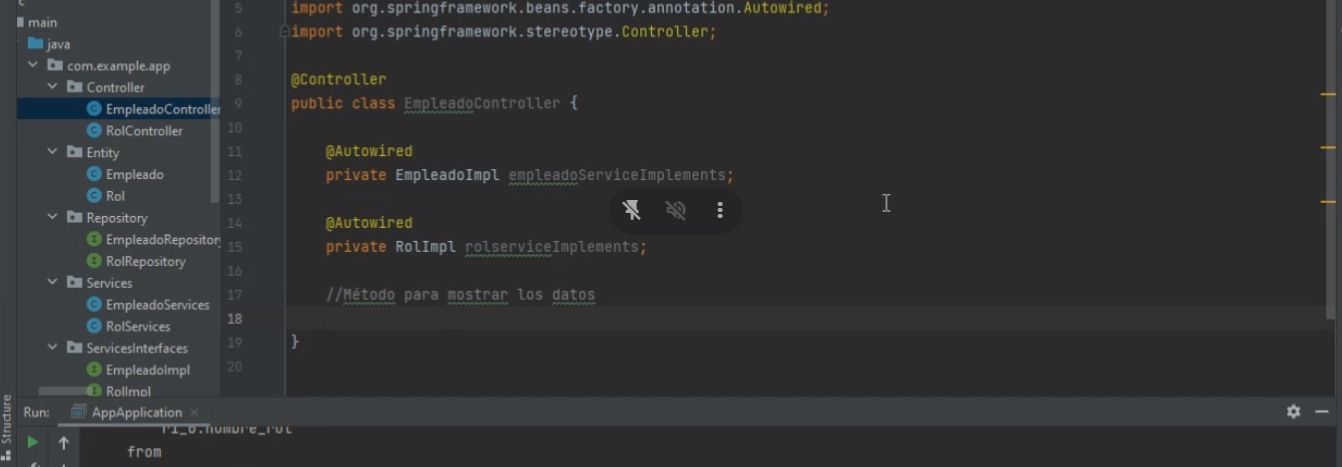 main
java
com.example.app
Controller
EmpleadoController
RolController
Entity
Empleado
Rol
Repository
EmpleadoRepository
RolRepository
Services
EmpleadoServices
RolServices
ServicesInterfaces
EmpleadoImpl
RolImpl
5 import org.springframework.beans.factory.annotation.Autowired;
6 import org.springframework.stereotype.Controller;
7
8 @Controller
9 public class EmpleadoController {
10
11 @Autowired
12 private EmpleadoImpl empleadoServiceImplements;
13
14 @Autowired
15 private RolImpl rolserviceImplements;
16
17 //Método para mostrar los datos
18
19 }
20
Structure
Run: AppApplication
r1_0.nombre_rol
from